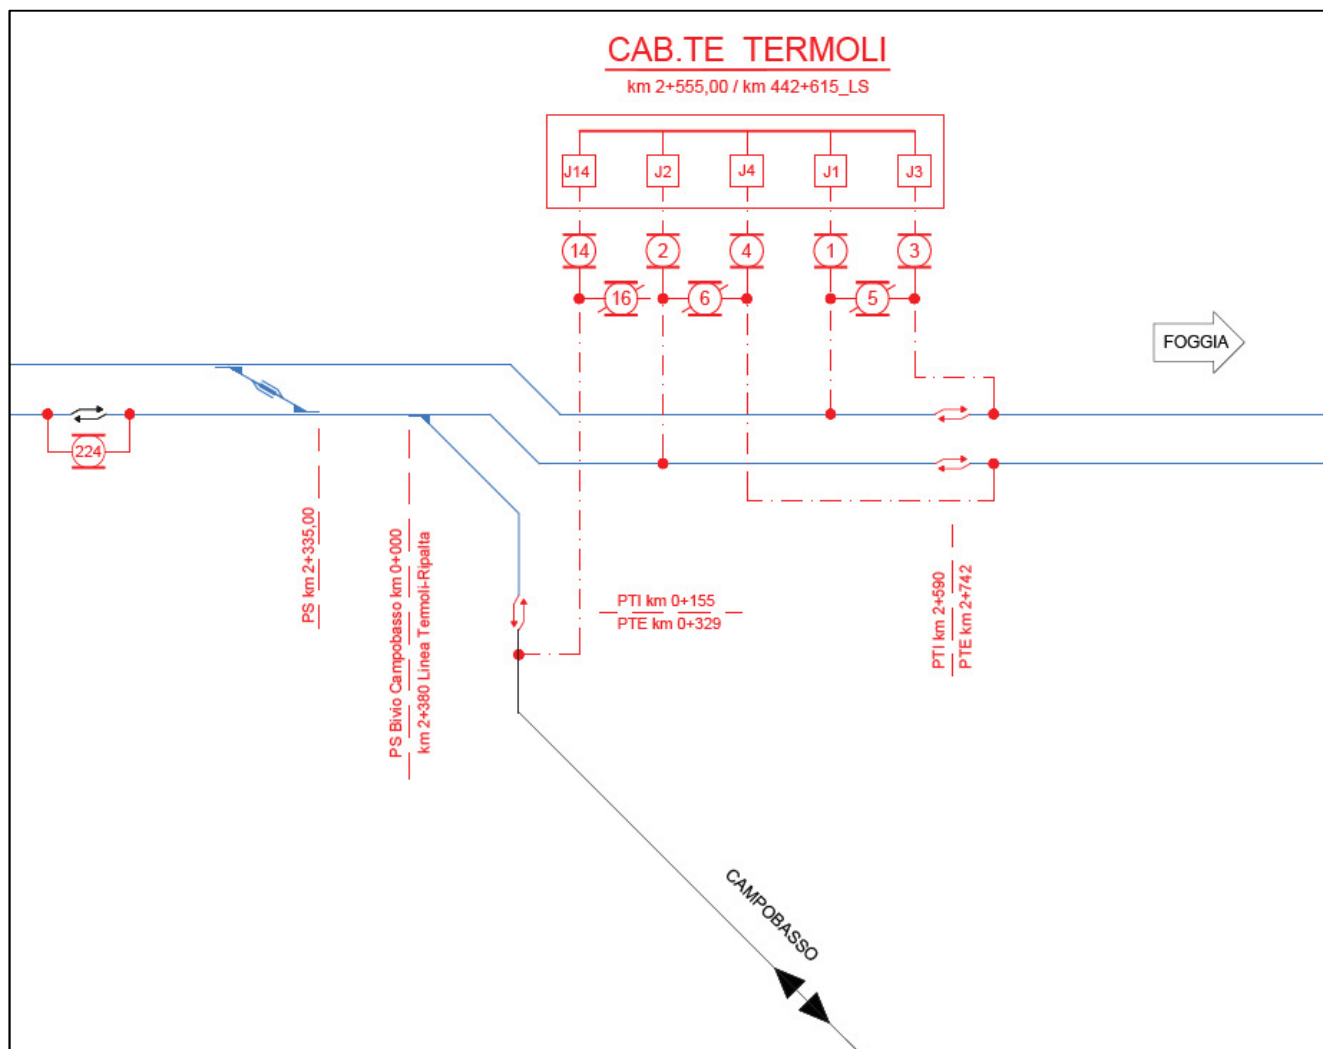 CAB.TE TERMOLI
km 2+555,00 / km 442+615_LS
J14 J2 J4 J1 J3
14 2 4 1 3
16 6 5
FOGGIA
224
PS km 2+335,00
PS Bivio Campobasso km 0+000
km 2+380 Linea Termoli-Ripalta
PTI km 0+155
PTE km 0+329
PTI km 2+590
PTE km 2+742
CAMPOBASSO